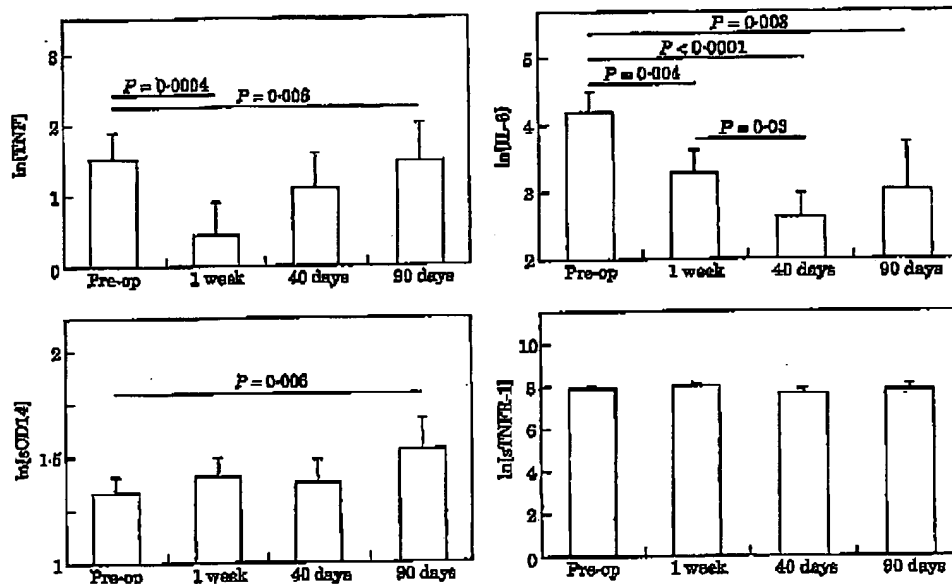 ln[TNF]
3
2
1
0
P = 0·0004
P = 0·006
Pre-op 1 week 40 days 90 days
ln[IL-6]
5
4
3
2
P = 0·008
P < 0·0001
P = 0·004
P = 0·03
Pre-op 1 week 40 days 90 days
ln[sCD14]
2
1·5
1
P = 0·006
Pre-op 1 week 40 days 90 days
ln[sTNFR-1]
10
8
6
4
2
0
Pre-op 1 week 40 days 90 days